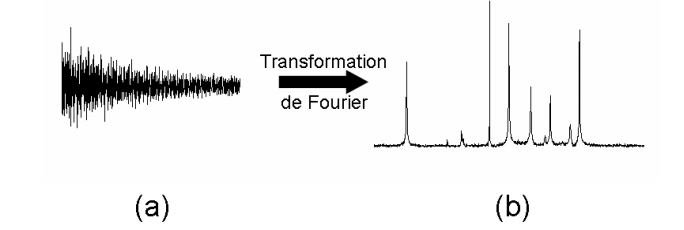 Transformation
de Fourier
(a)
(b)